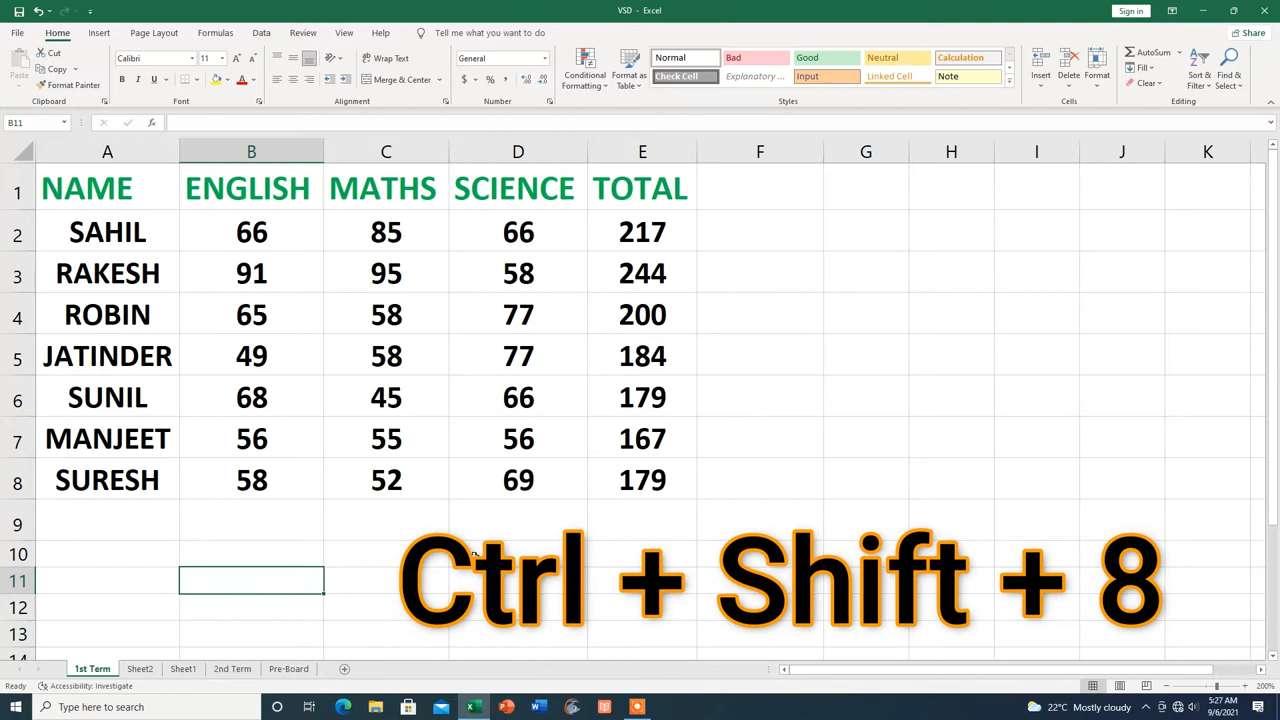 VSD - Excel
Sign in
File Home Insert Page Layout Formulas Data Review View Help Tell me what you want to do Share
Paste Cut Copy Format Painter
Calibri 11
B I U
Wrap Text
Merge & Center
General
$ % ,
Conditional Formatting Format as Table
Normal Bad Good Neutral Calculation
Check Cell Explanatory ... Input Linked Cell Note
Insert Delete Format
AutoSum
Fill
Clear
Sort & Filter Find & Select
Clipboard Font Alignment Number Styles Cells Editing
B11 fx
A B C D E F G H I J K
1 NAME ENGLISH MATHS SCIENCE TOTAL
2 SAHIL 66 85 66 217
3 RAKESH 91 95 58 244
4 ROBIN 65 58 77 200
5 JATINDER 49 58 77 184
6 SUNIL 68 45 66 179
7 MANJEET 56 55 56 167
8 SURESH 58 52 69 179
9
10
11
12
13
14
Ctrl + Shift + 8
1st Term Sheet2 Sheet1 2nd Term Pre-Board
Ready Accessibility: Investigate 200%
Type here to search
22°C Mostly cloudy
5:27 AM
9/6/2021